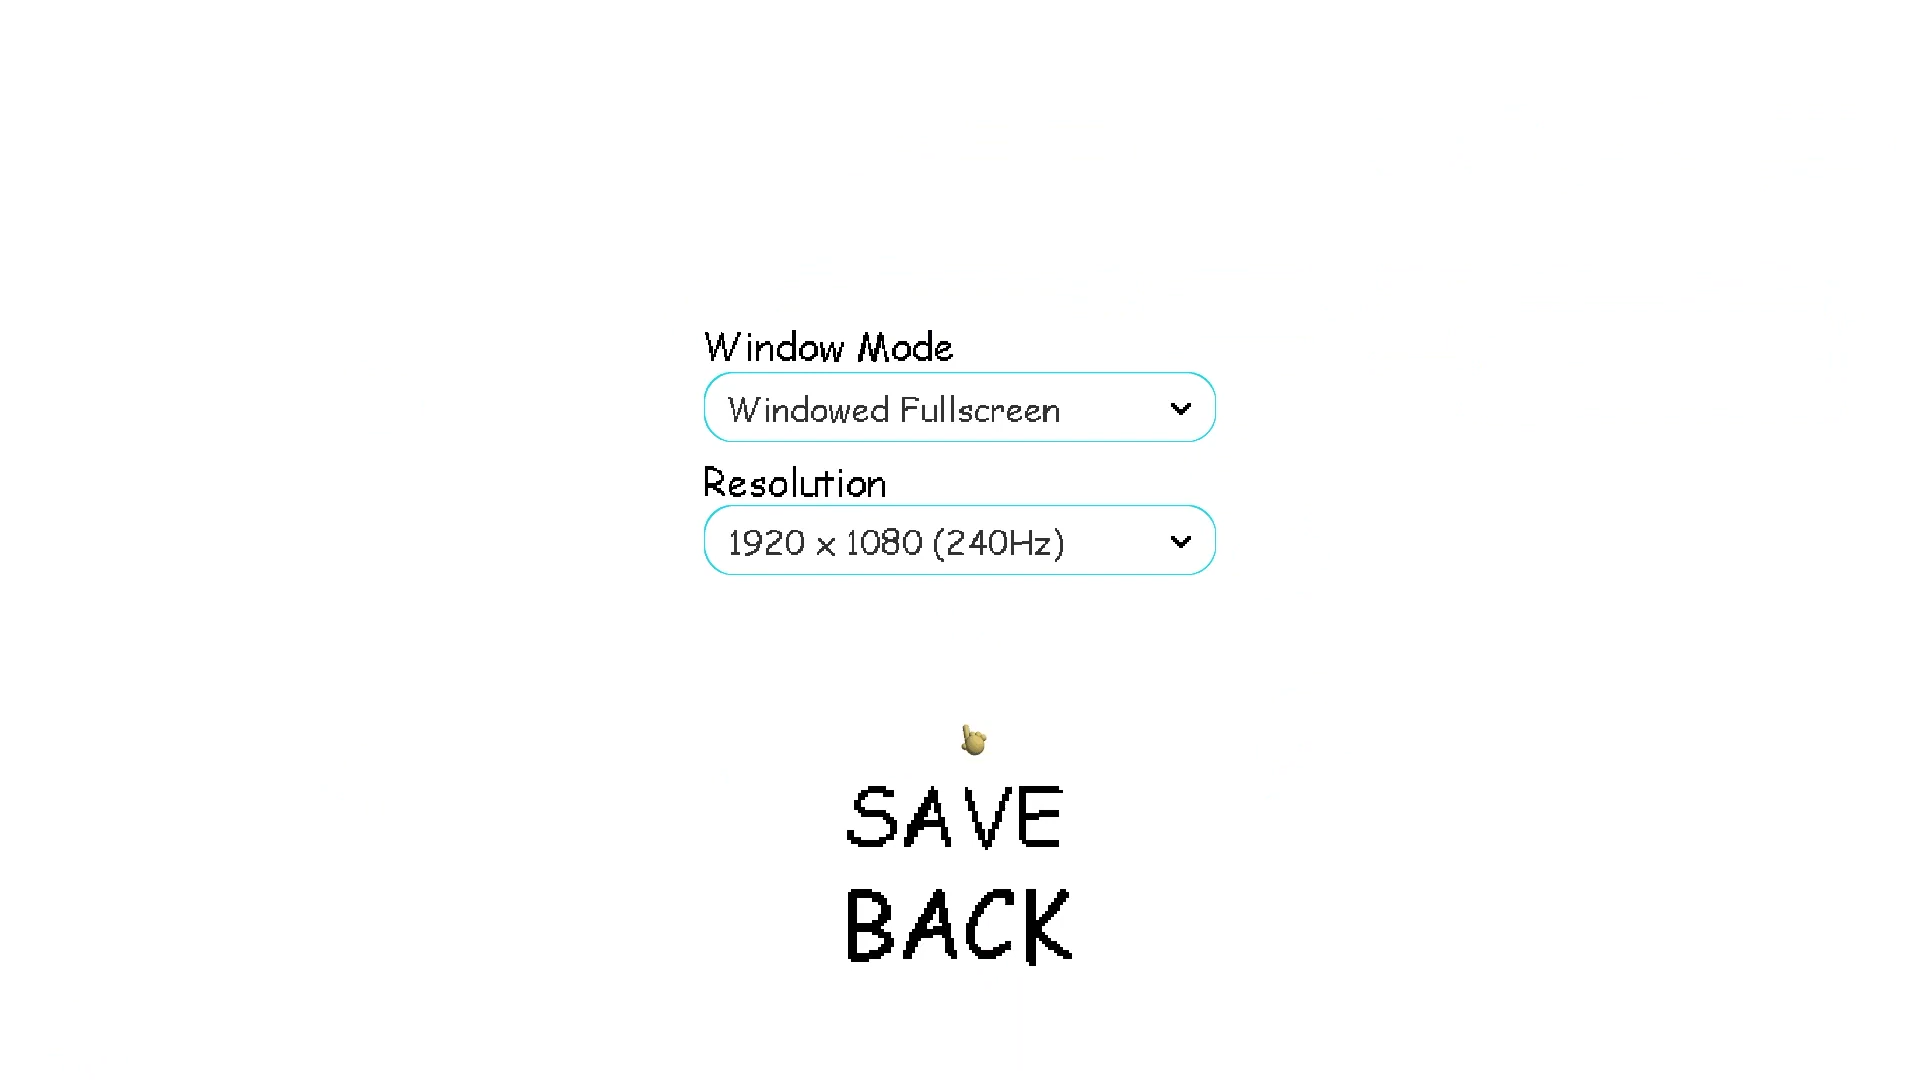 Window Mode
Windowed Fullscreen
Resolution
1920 x 1080 (240Hz)
SAVE
BACK